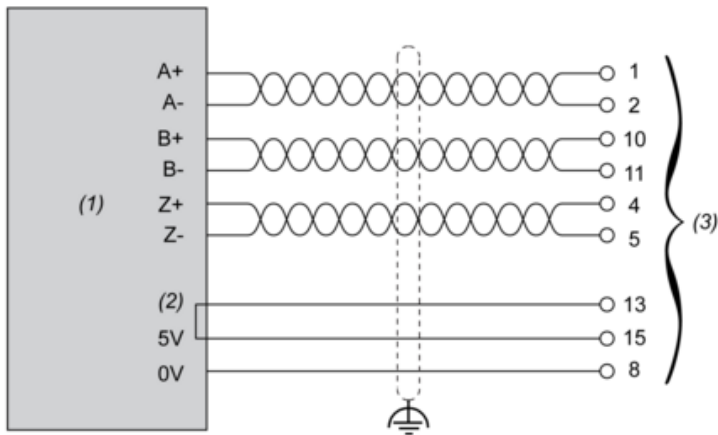 A+ 1
A- 2
B+ 10
B- 11
(1) Z+ 4 (3)
Z- 5
(2) 13
5V 15
0V 8